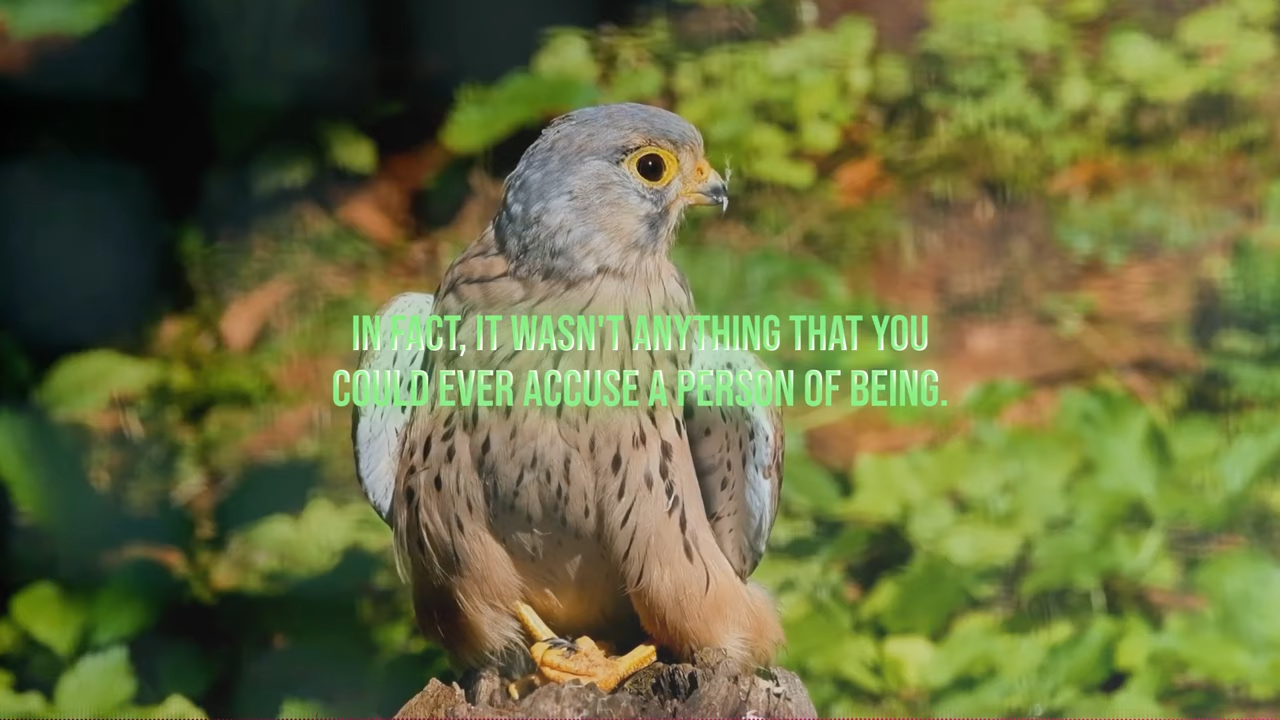 IN FACT, IT WASN'T ANYTHING THAT YOU
COULD EVER ACCUSE A PERSON OF BEING.